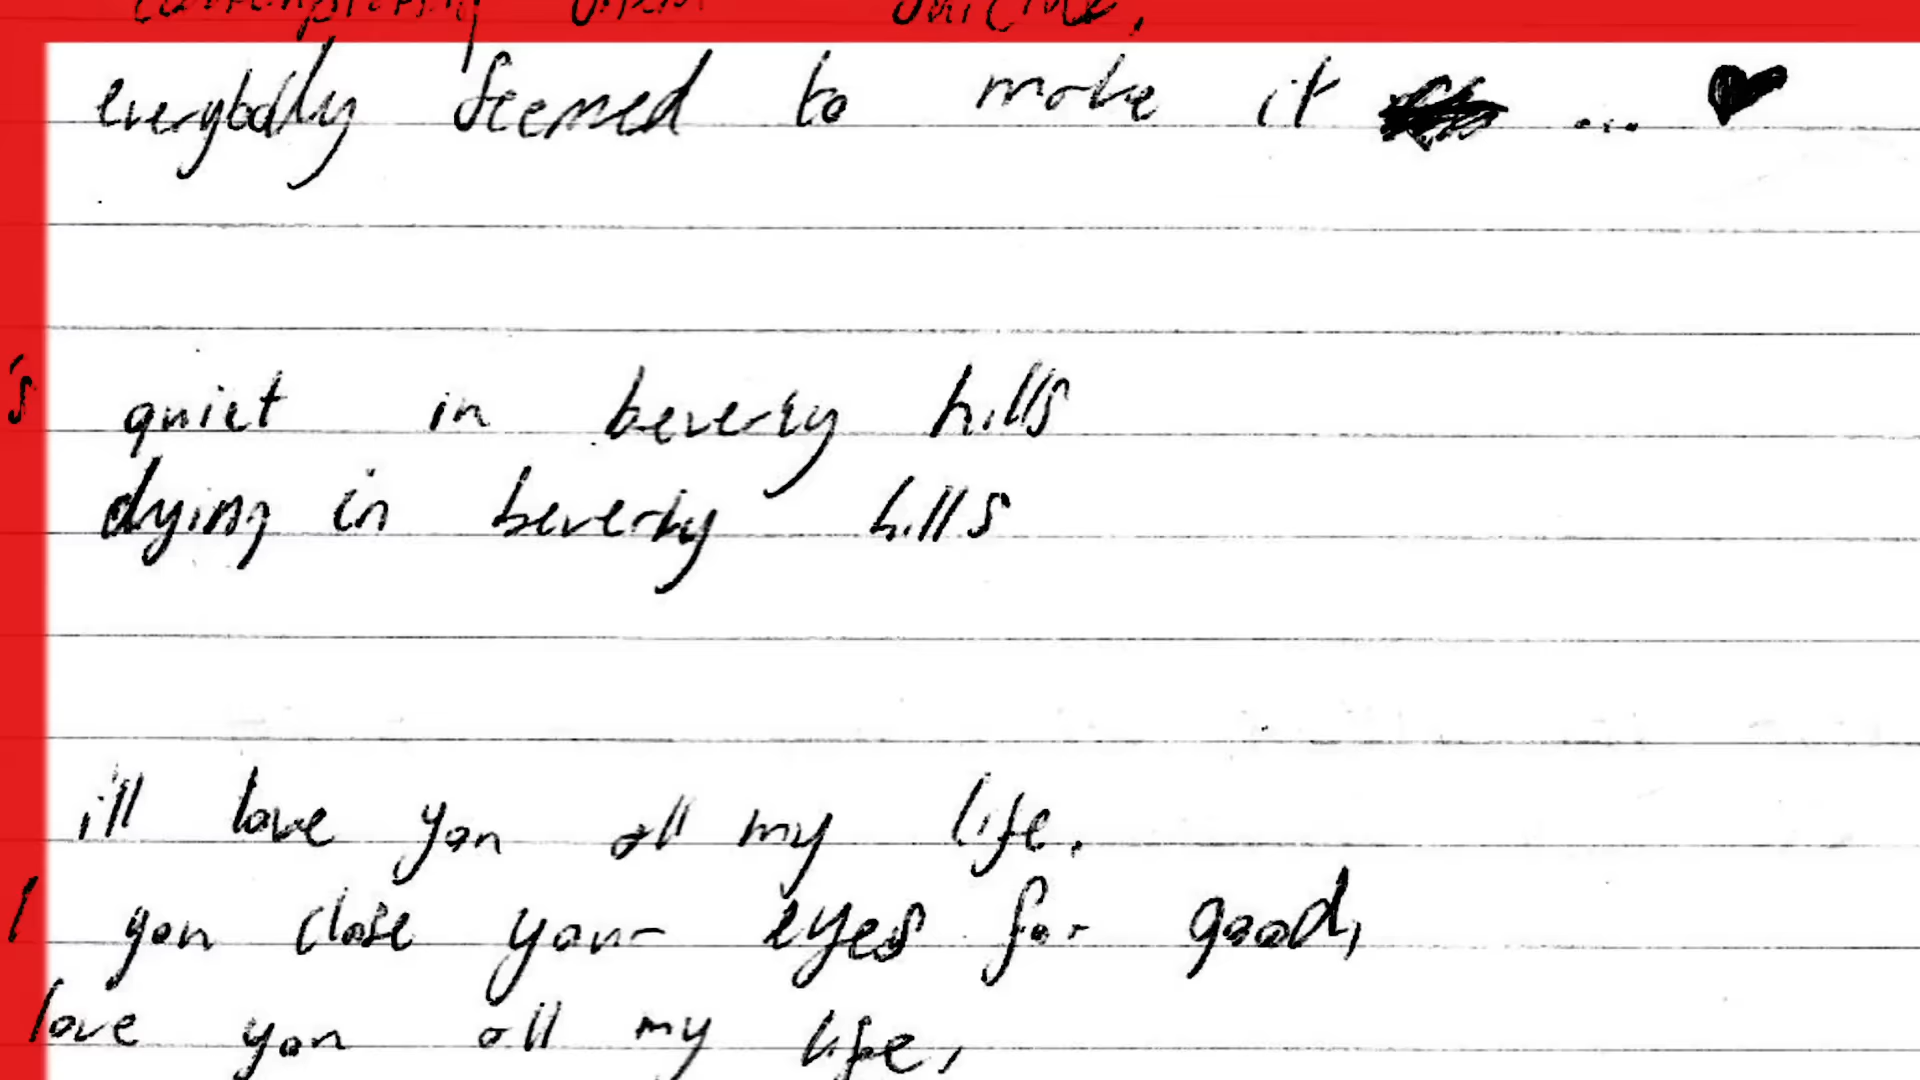 everybody seemed to make it ... ♥
's quiet in beverly hills
dying in beverly hills
i'll love you all my life.
l you close your eyes for good,
love you all my life,